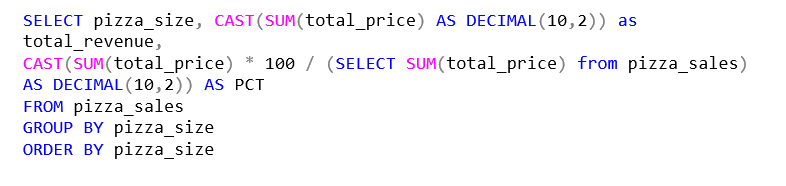 SELECT pizza_size, CAST(SUM(total_price) AS DECIMAL(10,2)) as
total_revenue,
CAST(SUM(total_price) * 100 / (SELECT SUM(total_price) from pizza_sales)
AS DECIMAL(10,2)) AS PCT
FROM pizza_sales
GROUP BY pizza_size
ORDER BY pizza_size